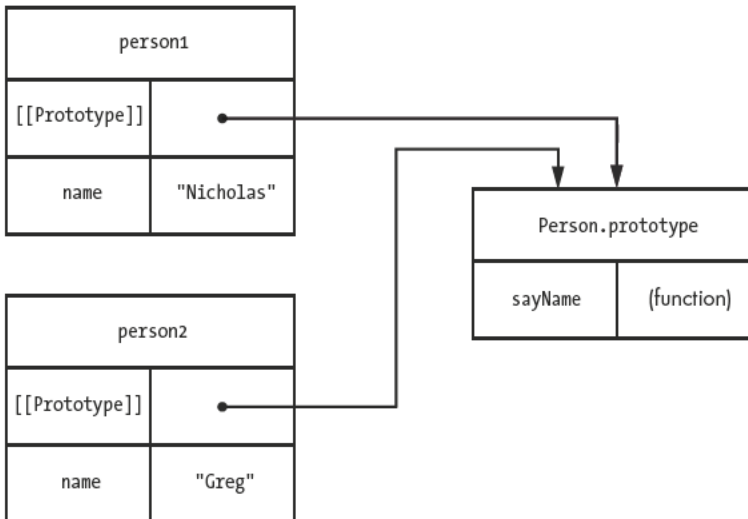 person1
[[Prototype]]
name "Nicholas"
Person.prototype
sayName (function)
person2
[[Prototype]]
name "Greg"